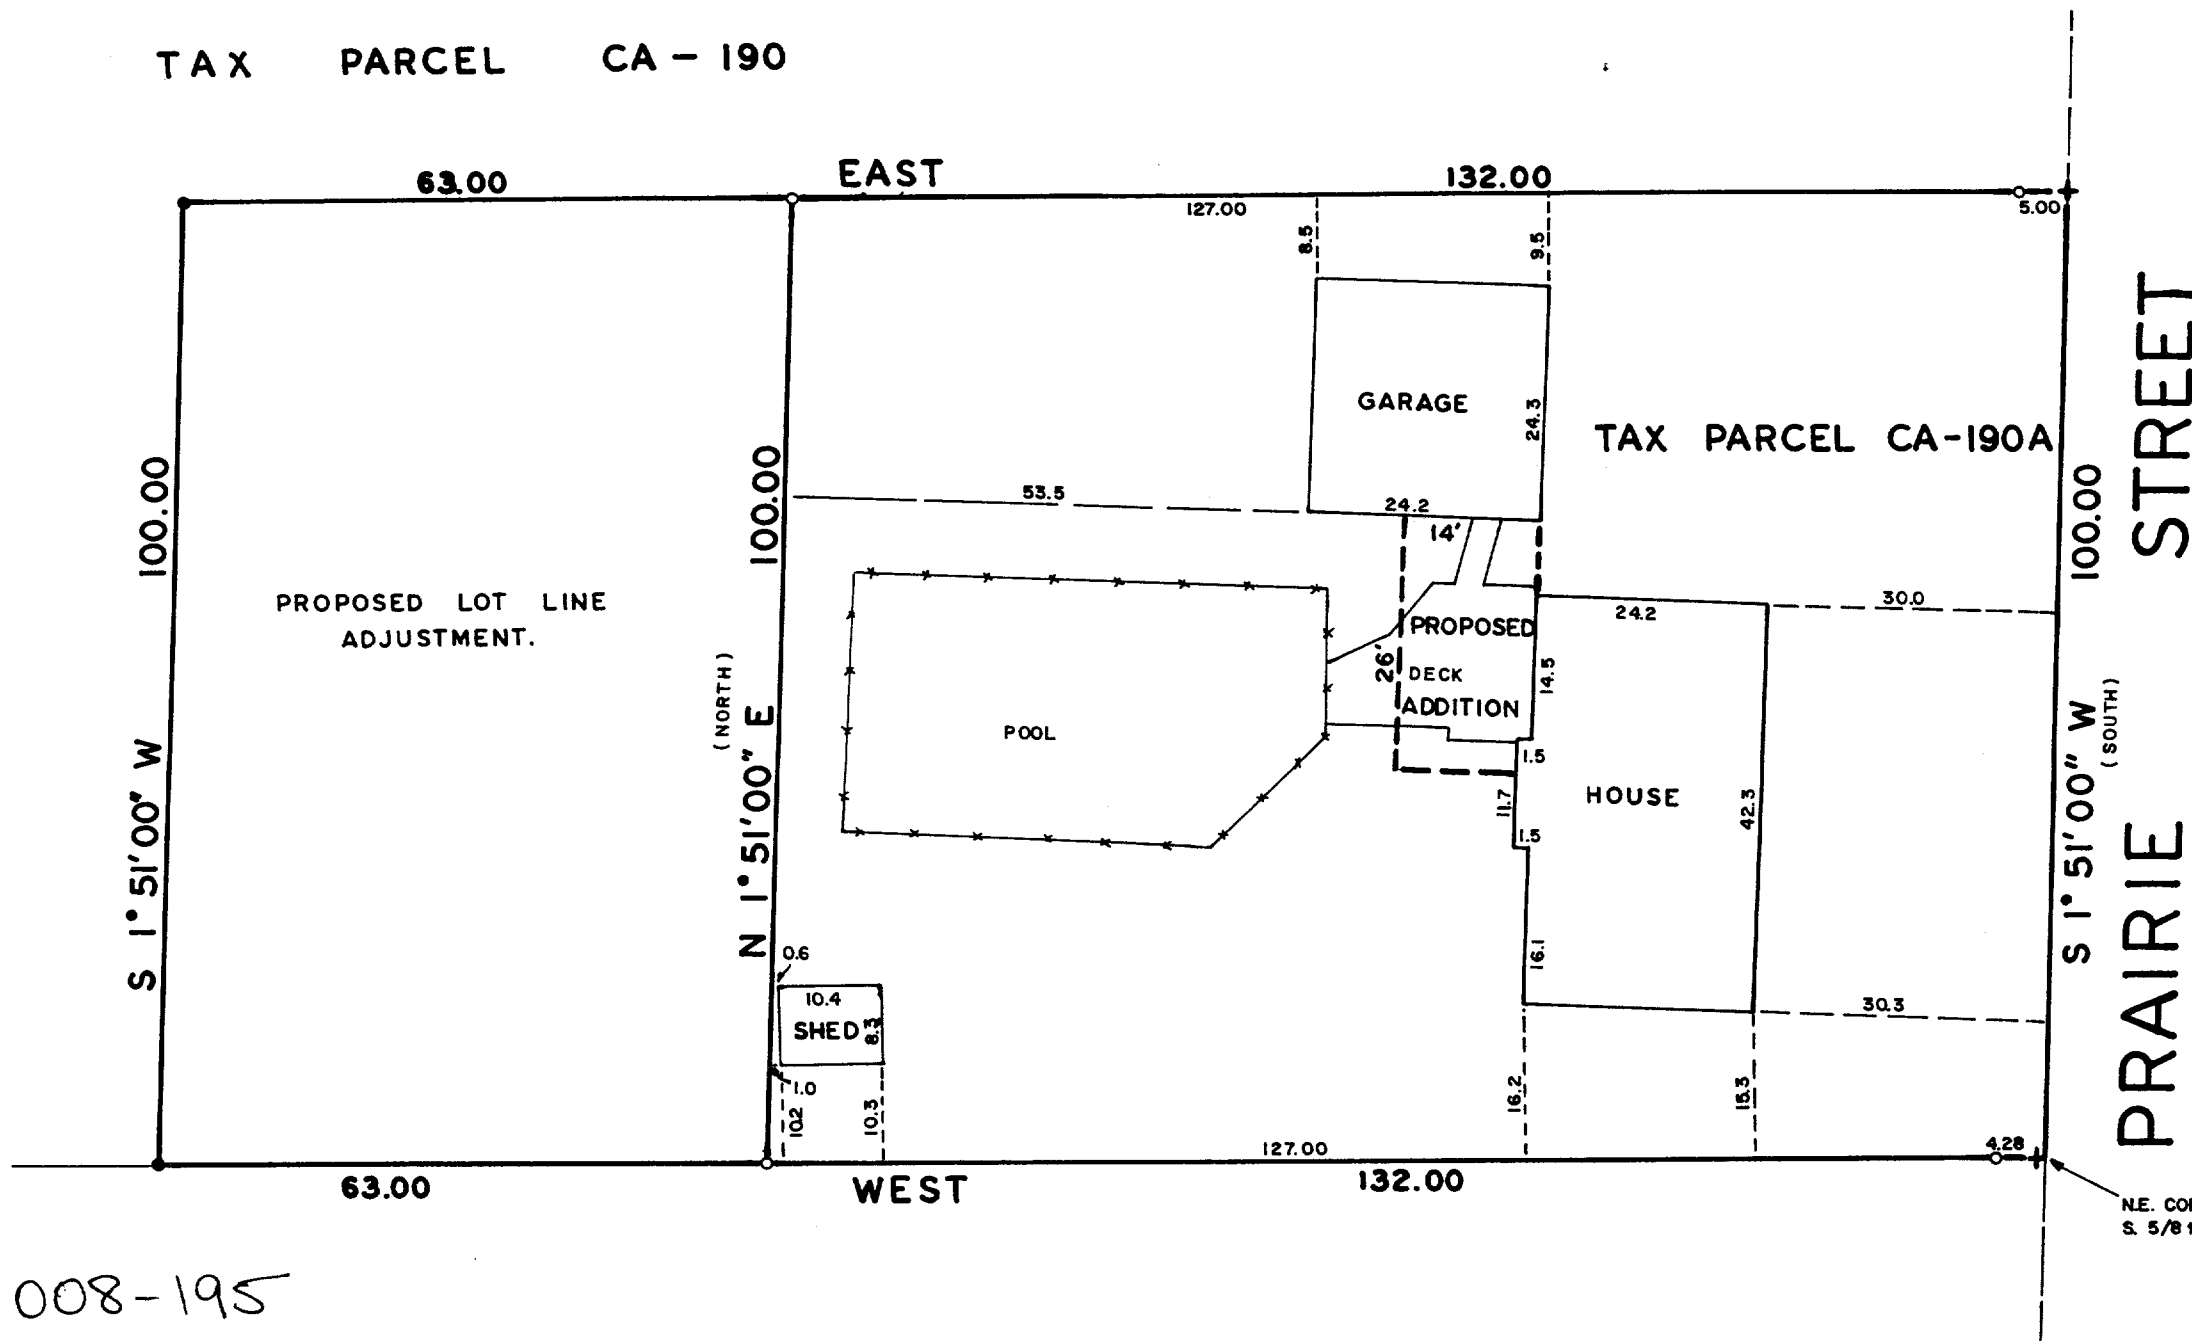 TAX PARCEL CA-190
EAST
63.00
132.00
127.00
5.00
8.5
9.5
GARAGE
24.3
24.2
TAX PARCEL CA-190A
STREET
PRAIRIE
100.00
S 1° 51'00" W
PROPOSED LOT LINE
ADJUSTMENT.
100.00
N 1° 51'00" E
(NORTH)
53.5
14'
26'
PROPOSED
DECK
ADDITION
POOL
24.2
30.0
14.5
1.5
11.7
1.5
HOUSE
42.3
16.1
100.00
S 1° 51'00" W
(SOUTH)
0.6
10.4
SHED
8.3
1.0
10.2
10.3
16.2
15.3
30.3
127.00
4.28
63.00
WEST
132.00
N.E. CO
S. 5/8
008-195